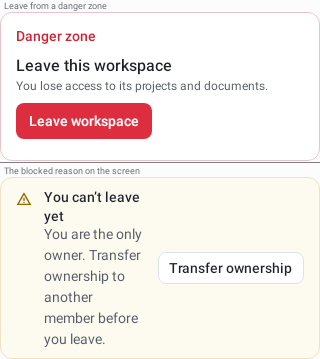 Leave from a danger zone
Danger zone
Leave this workspace
You lose access to its projects and documents.
Leave workspace
The blocked reason on the screen
You can’t leave
yet
You are the only
owner. Transfer
ownership to
another
member before
you leave.
Transfer ownership